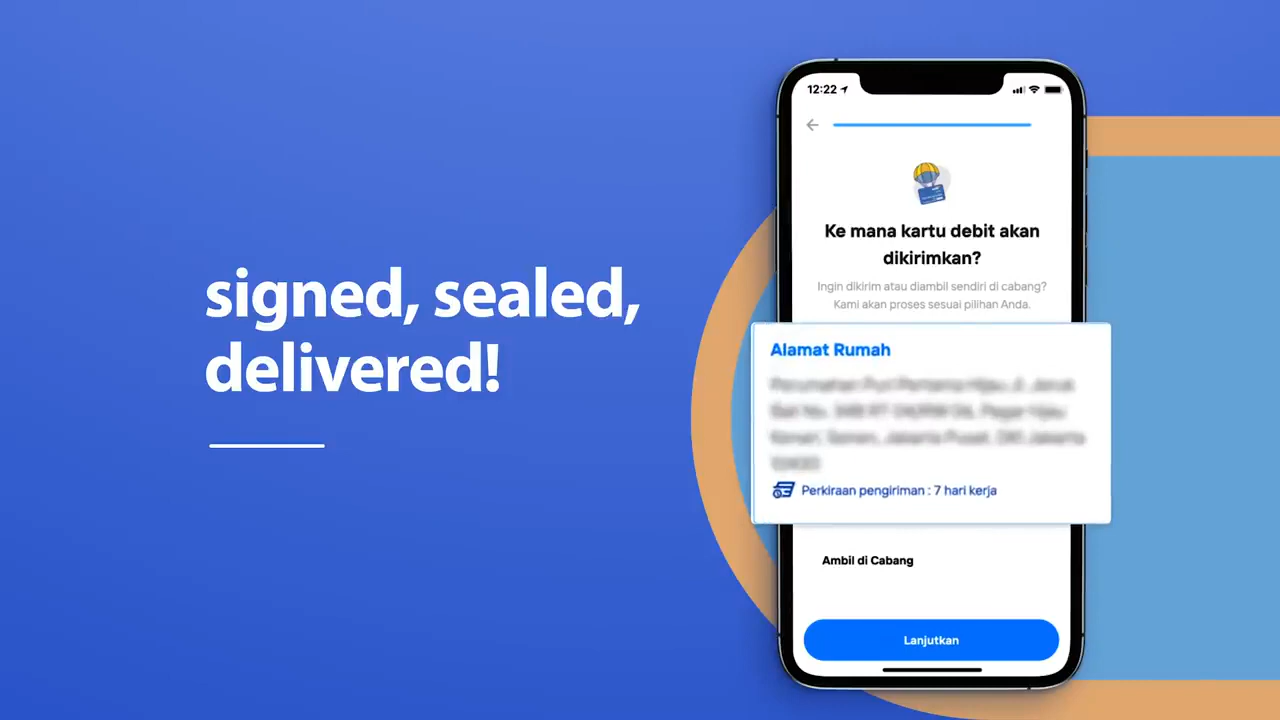 signed, sealed,
delivered!
12:22
Ke mana kartu debit akan
dikirimkan?
Ingin dikirim atau diambil sendiri di cabang?
Kami akan proses sesuai pilihan Anda.
Alamat Rumah
Perkiraan pengiriman : 7 hari kerja
Ambil di Cabang
Lanjutkan